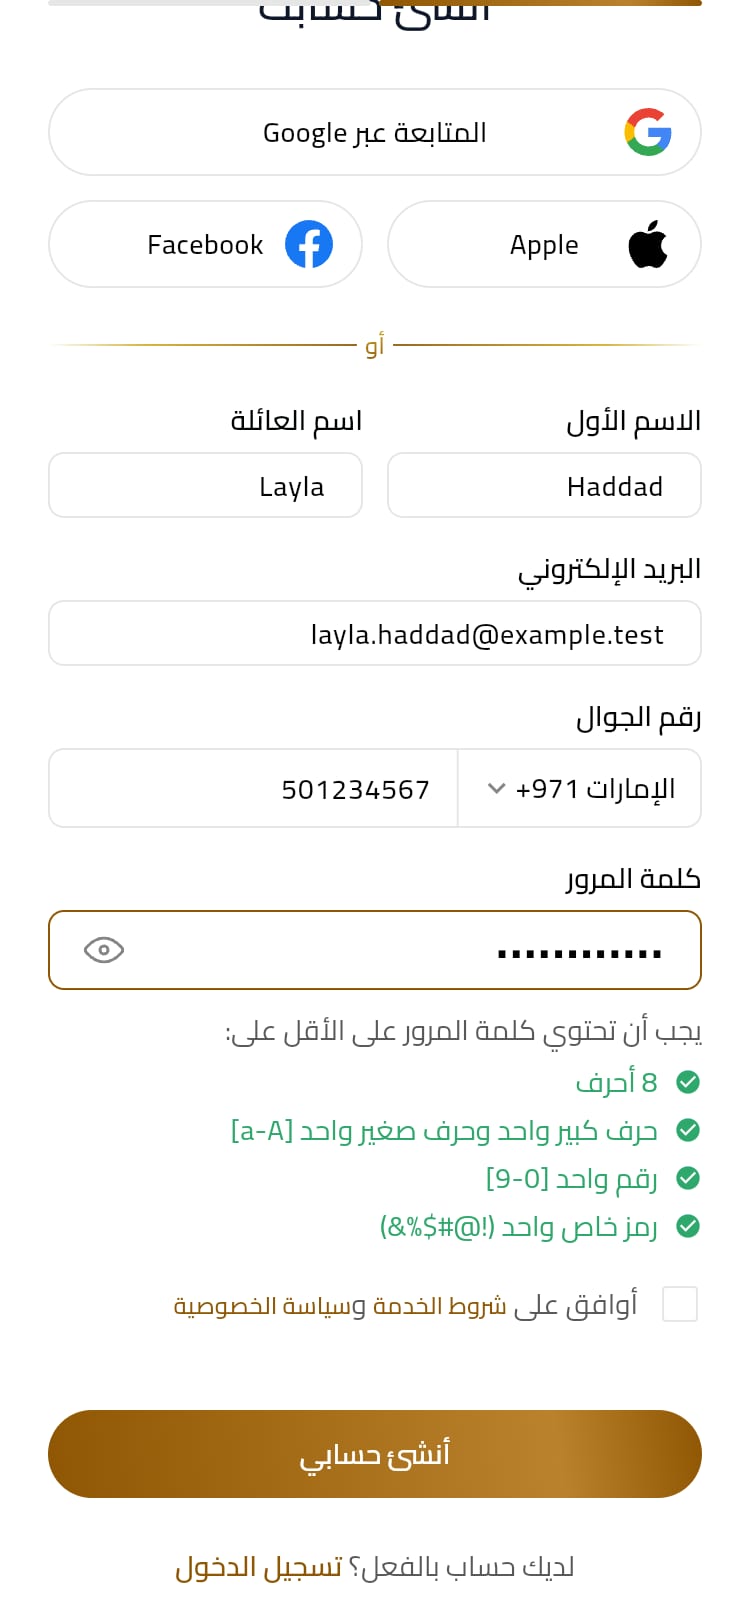 أنشئ حسابك
المتابعة عبر Google
Apple
Facebook
أو
الاسم الأول
اسم العائلة
Haddad
Layla
البريد الإلكتروني
layla.haddad@example.test
رقم الجوال
الإمارات 971+
501234567
كلمة المرور
يجب أن تحتوي كلمة المرور على الأقل على:
8 أحرف
حرف كبير واحد وحرف صغير واحد [a-A]
رقم واحد [0-9]
رمز خاص واحد (!@#$%&)
أوافق على شروط الخدمة وسياسة الخصوصية
أنشئ حسابي
لديك حساب بالفعل؟ تسجيل الدخول